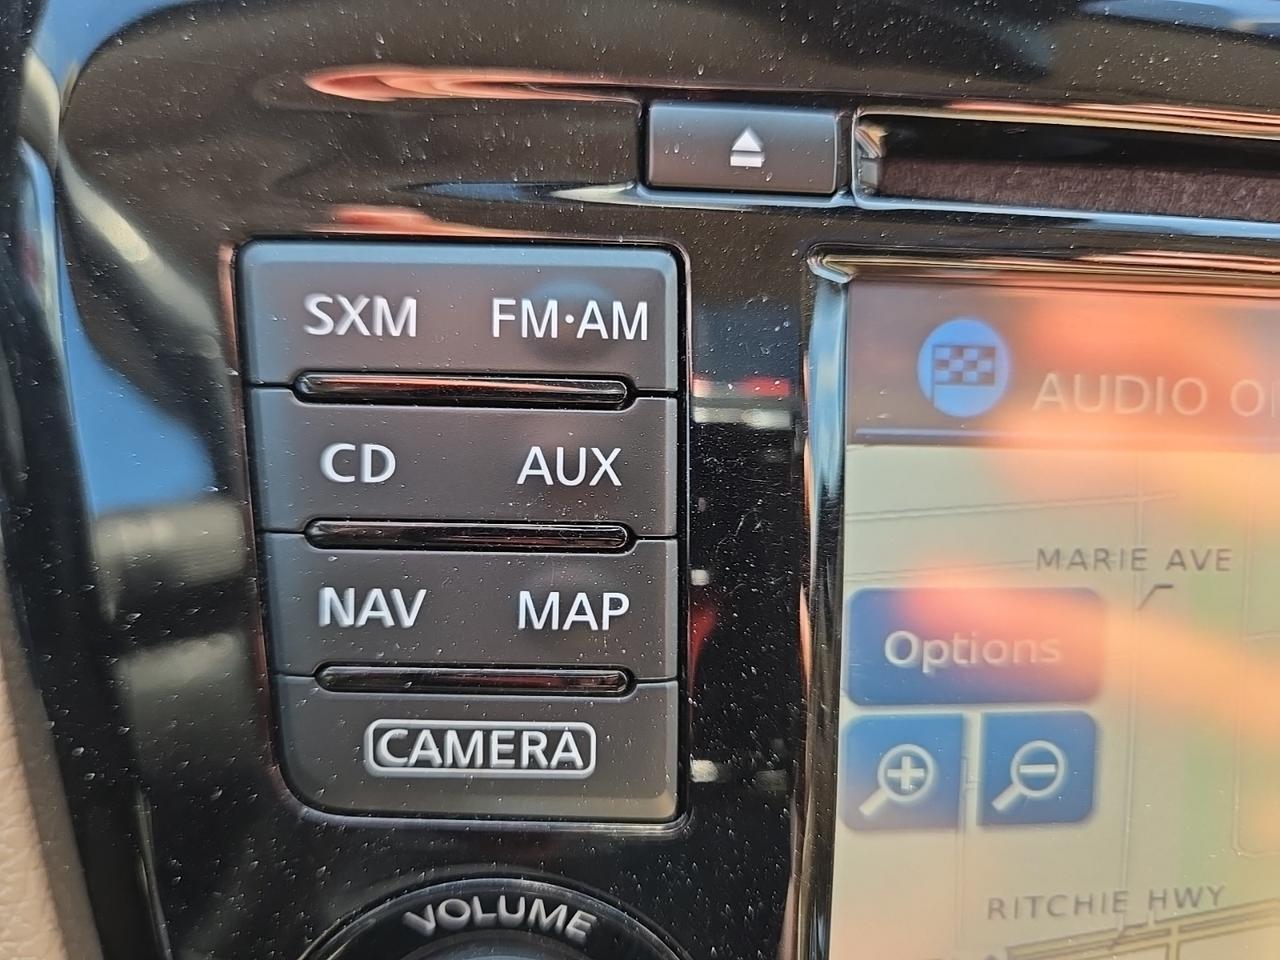 SXM FM·AM
CD AUX
NAV MAP
CAMERA
VOLUME
AUDIO
MARIE AVE
Options
RITCHIE HWY